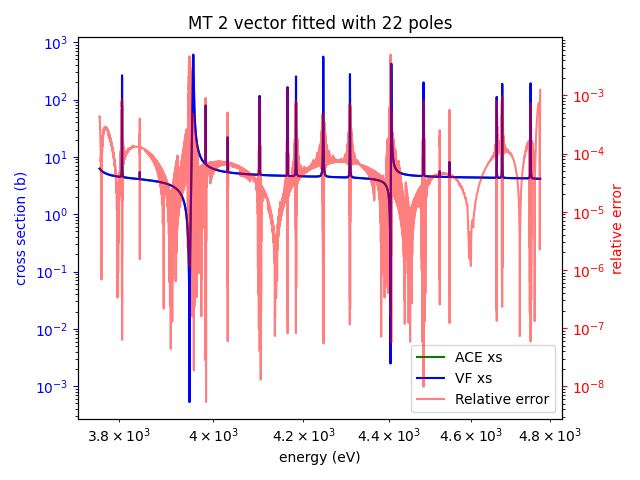 MT 2 vector fitted with 22 poles
cross section (b)
10³
10²
10¹
10⁰
10⁻¹
10⁻²
10⁻³
10⁻³
10⁻⁴
10⁻⁵
10⁻⁶
10⁻⁷
10⁻⁸
relative error
ACE xs
VF xs
Relative error
3.8 × 10³ 4 × 10³ 4.2 × 10³ 4.4 × 10³ 4.6 × 10³ 4.8 × 10³
energy (eV)